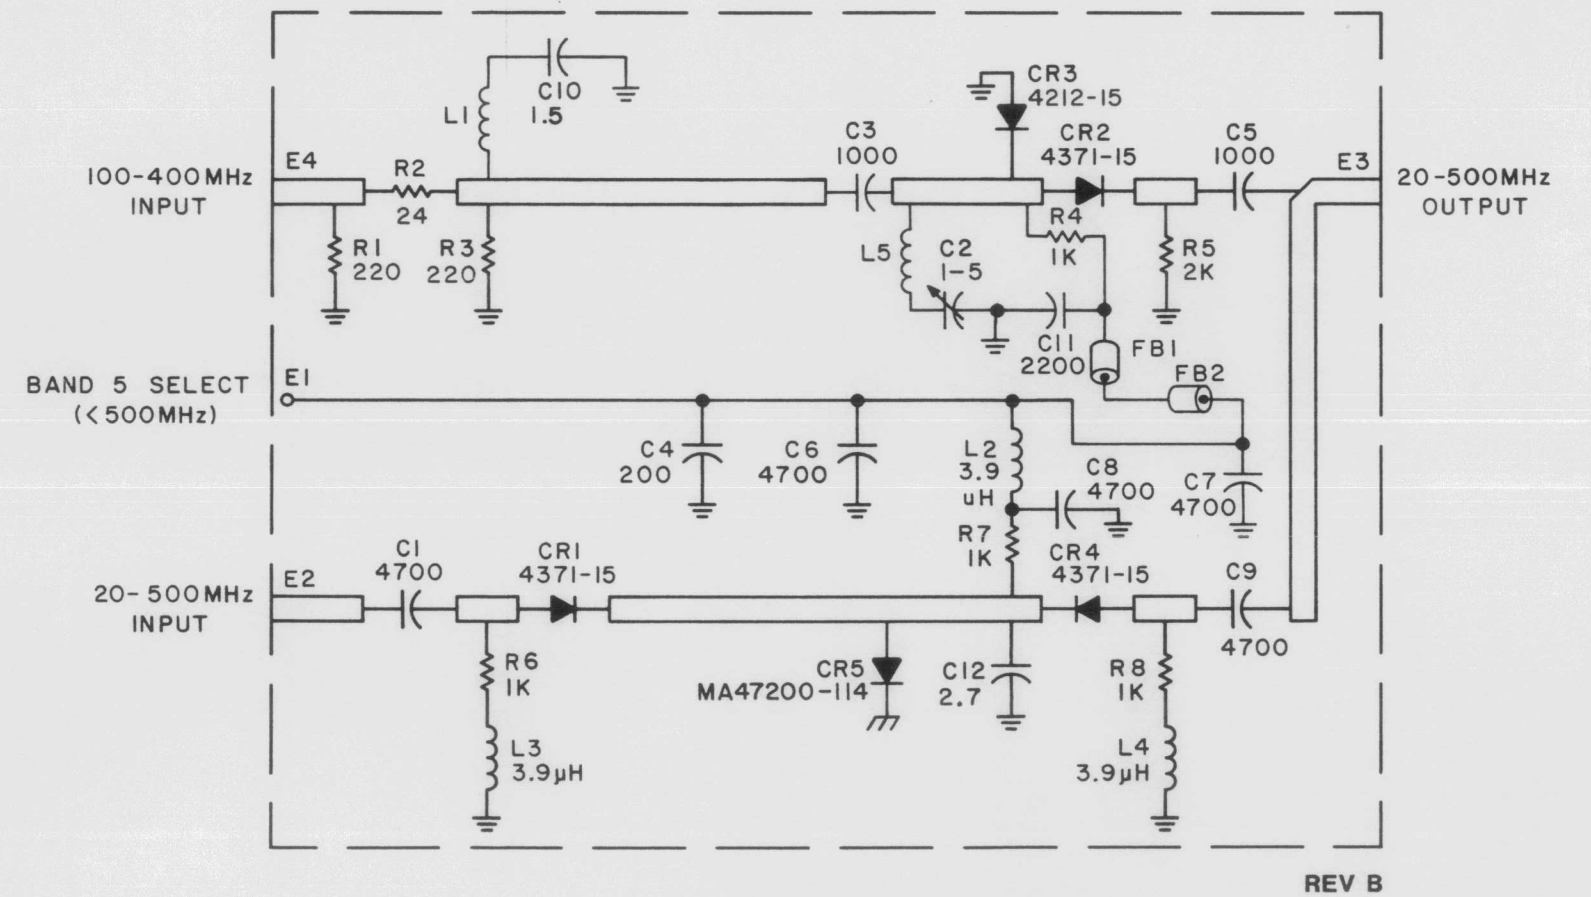 C10
1.5
L1
CR3
4212-15
C3
1000
CR2
4371-15
C5
1000
100-400MHz
INPUT
E4
R2
24
E3
20-500MHz
OUTPUT
R1
220
R3
220
L5
C2
1-5
R4
1K
R5
2K
C11
2200
FB1
FB2
BAND 5 SELECT
(<500MHz)
E1
C4
200
C6
4700
L2
3.9
uH
C8
4700
C7
4700
R7
1K
20-500MHz
INPUT
E2
C1
4700
CR1
4371-15
CR4
4371-15
C9
4700
R6
1K
CR5
MA47200-114
C12
2.7
R8
1K
L3
3.9µH
L4
3.9µH
REV B